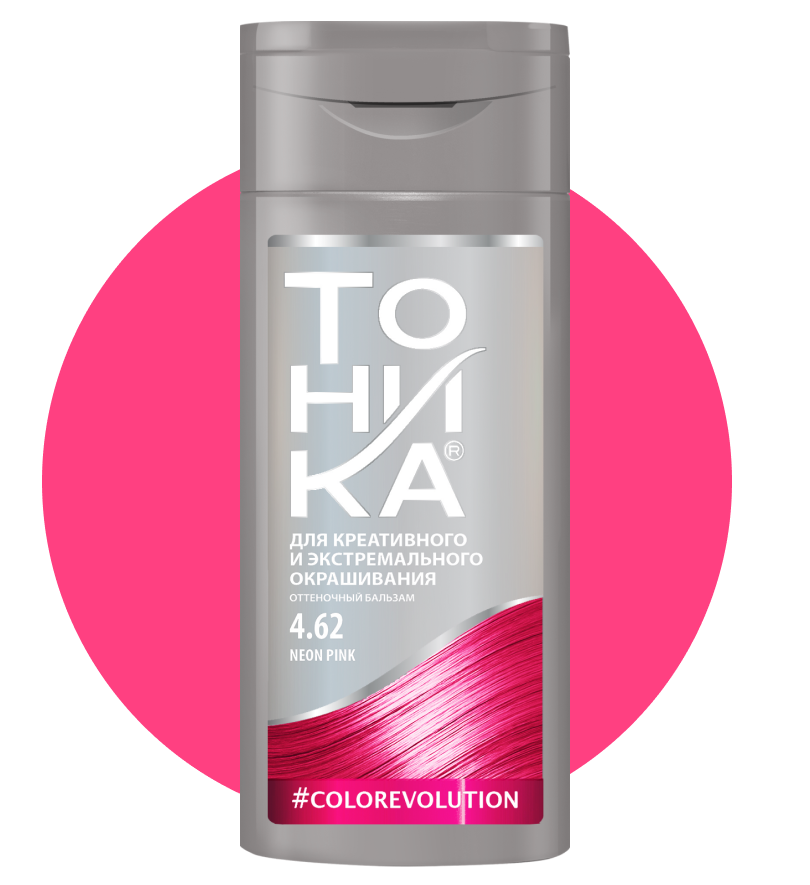 ТО
НИ
КА®
ДЛЯ КРЕАТИВНОГО
И ЭКСТРЕМАЛЬНОГО
ОКРАШИВАНИЯ
ОТТЕНОЧНЫЙ БАЛЬЗАМ
4.62
NEON PINK
#COLOREVOLUTION